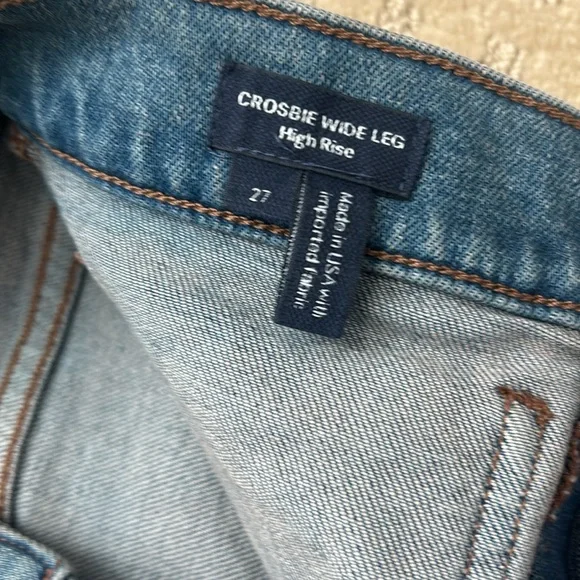 CROSBIE WIDE LEG
High Rise
27
Made in USA with
imported fabric